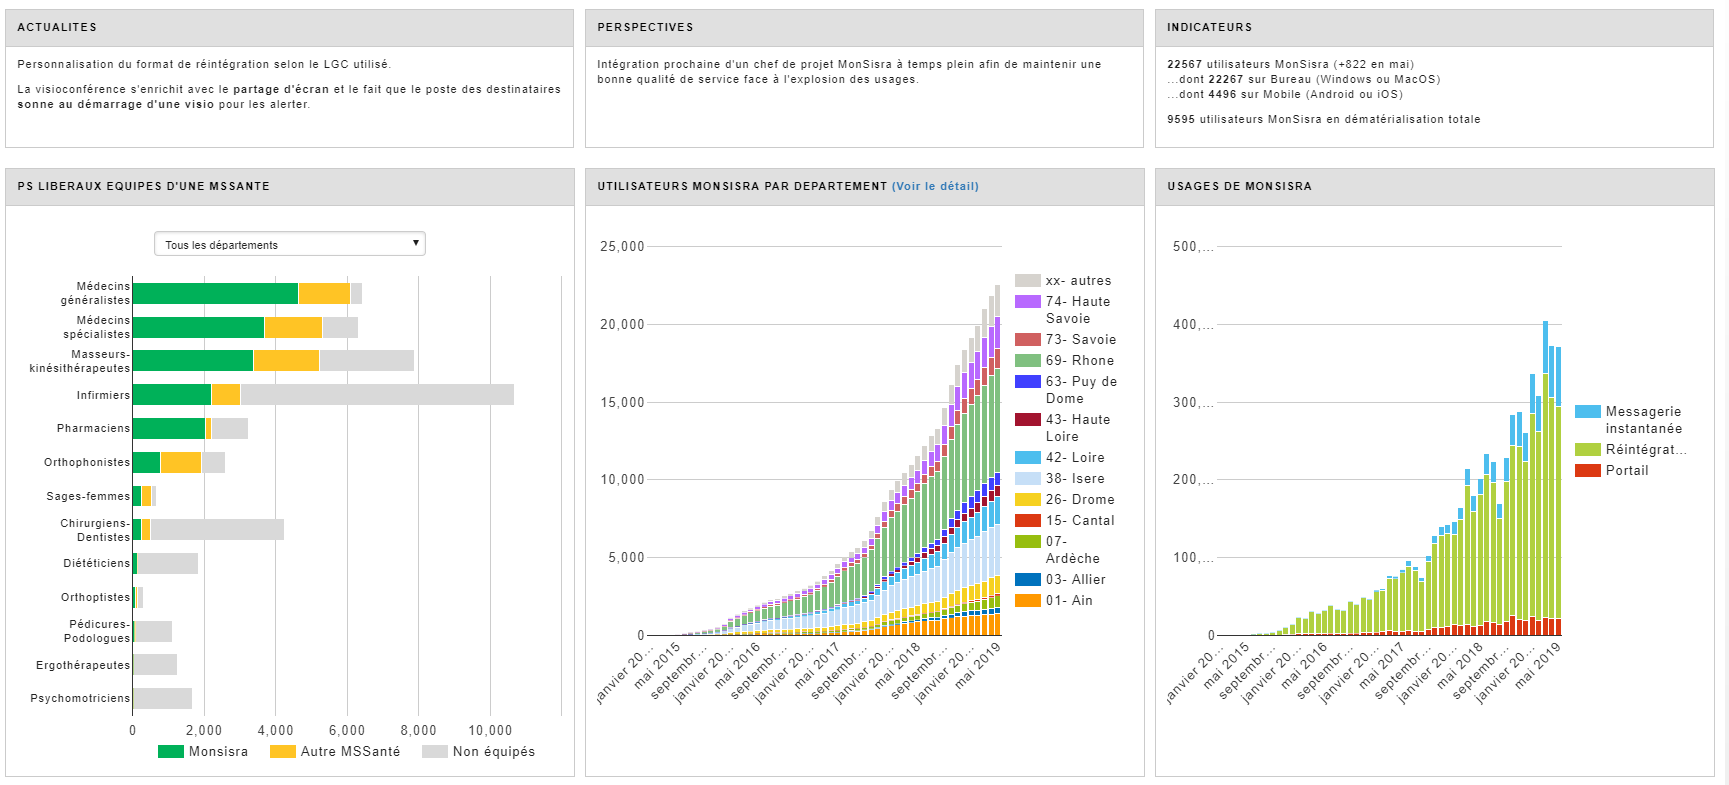 ACTUALITES
Personnalisation du format de réintégration selon le LGC utilisé.
La visioconférence s'enrichit avec le partage d'écran et le fait que le poste des destinataires
sonne au démarrage d'une visio pour les alerter.
PERSPECTIVES
Intégration prochaine d'un chef de projet MonSisra à temps plein afin de maintenir une
bonne qualité de service face à l'explosion des usages.
INDICATEURS
22567 utilisateurs MonSisra (+822 en mai)
...dont 22267 sur Bureau (Windows ou MacOS)
...dont 4496 sur Mobile (Android ou iOS)
9595 utilisateurs MonSisra en dématérialisation totale
PS LIBERAUX EQUIPES D'UNE MSSANTE
Tous les départements
Médecins
généralistes
Médecins
spécialistes
Masseurs-
kinésithérapeutes
Infirmiers
Pharmaciens
Orthophonistes
Sages-femmes
Chirurgiens-
Dentistes
Diététiciens
Orthoptistes
Pédicures-
Podologues
Ergothérapeutes
Psychomotriciens
0 2,000 4,000 6,000 8,000 10,000
Monsisra Autre MSSanté Non équipés
UTILISATEURS MONSISRA PAR DEPARTEMENT (Voir le détail)
25,000
20,000
15,000
10,000
5,000
0
janvier 20... mai 2015 septembr... janvier 20... mai 2016 septembr... janvier 20... mai 2017 septembr... janvier 20... mai 2018 septembr... janvier 20... mai 2019
xx- autres
74- Haute
Savoie
73- Savoie
69- Rhone
63- Puy de
Dome
43- Haute
Loire
42- Loire
38- Isere
26- Drome
15- Cantal
07-
Ardèche
03- Allier
01- Ain
USAGES DE MONSISRA
500,...
400,...
300,...
200,...
100,...
0
janvier 20... mai 2015 septembr... janvier 20... mai 2016 septembr... janvier 20... mai 2017 septembr... janvier 20... mai 2018 septembr... janvier 20... mai 2019
Messagerie
instantanée
Réintégrat...
Portail